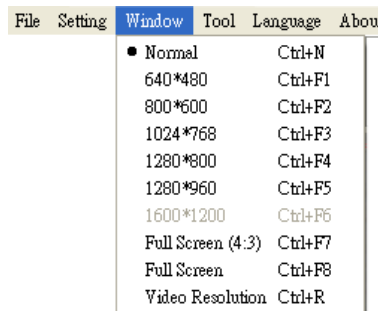 File Setting Window Tool Language Abou
Normal Ctrl+N
640*480 Ctrl+F1
800*600 Ctrl+F2
1024*768 Ctrl+F3
1280*800 Ctrl+F4
1280*960 Ctrl+F5
1600*1200 Ctrl+F6
Full Screen (4:3) Ctrl+F7
Full Screen Ctrl+F8
Video Resolution Ctrl+R